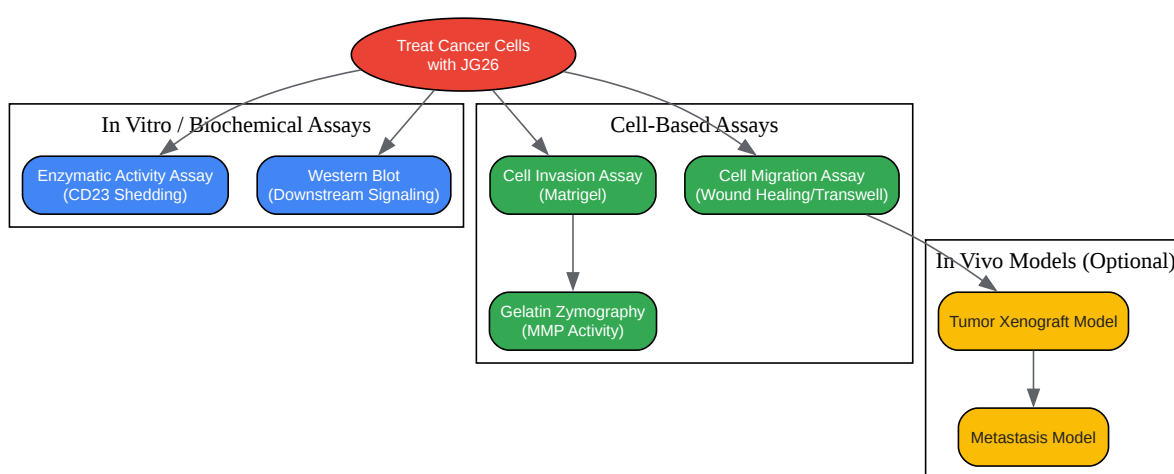 Treat Cancer Cells
with JG26
In Vitro / Biochemical Assays
Cell-Based Assays
Enzymatic Activity Assay
(CD23 Shedding)
Western Blot
(Downstream Signaling)
Cell Invasion Assay
(Matrigel)
Cell Migration Assay
(Wound Healing/Transwell)
In Vivo Models (Optional)
Gelatin Zymography
(MMP Activity)
Tumor Xenograft Model
Metastasis Model